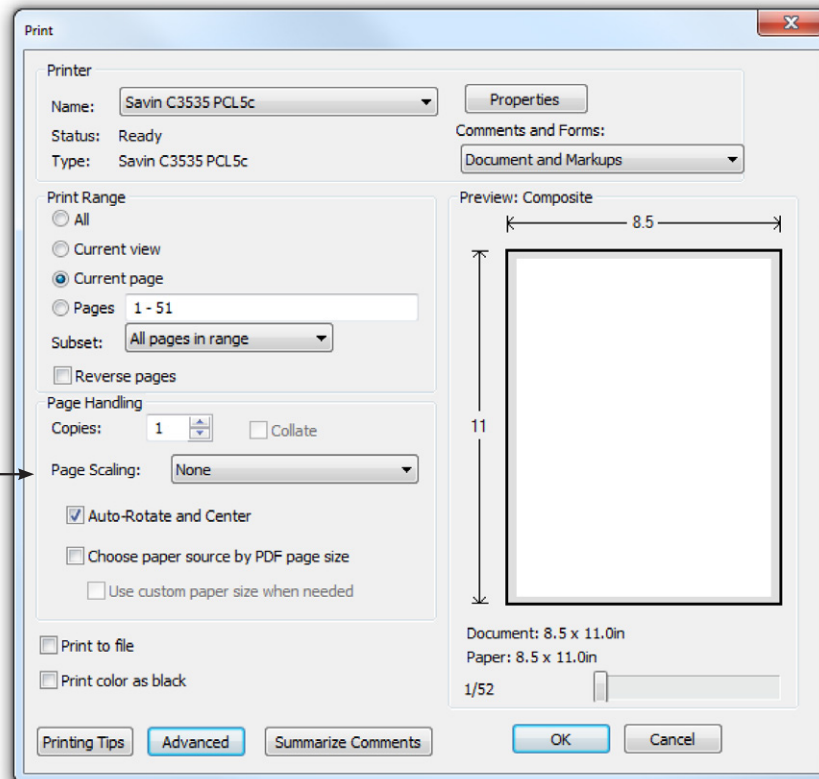 Print
Printer
Name: Savin C3535 PCL5c Properties
Status: Ready Comments and Forms:
Type: Savin C3535 PCL5c Document and Markups
Print Range
All
Current view
Current page
Pages 1 - 51
Subset: All pages in range
Reverse pages
Page Handling
Copies: 1 Collate
Page Scaling: None
Auto-Rotate and Center
Choose paper source by PDF page size
Use custom paper size when needed
Print to file
Print color as black
Preview: Composite
8.5
11
Document: 8.5 x 11.0in
Paper: 8.5 x 11.0in
1/52
Printing Tips Advanced Summarize Comments OK Cancel